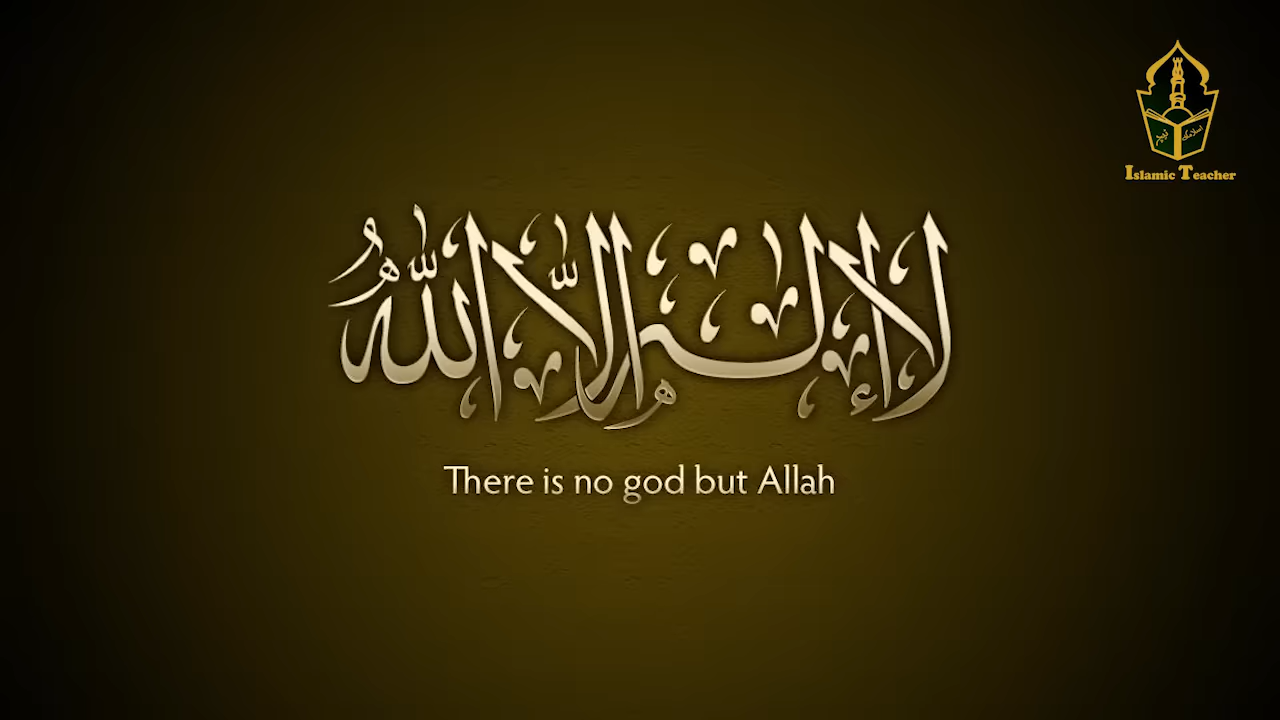 Islamic Teacher
لا إله إلا الله
There is no god but Allah